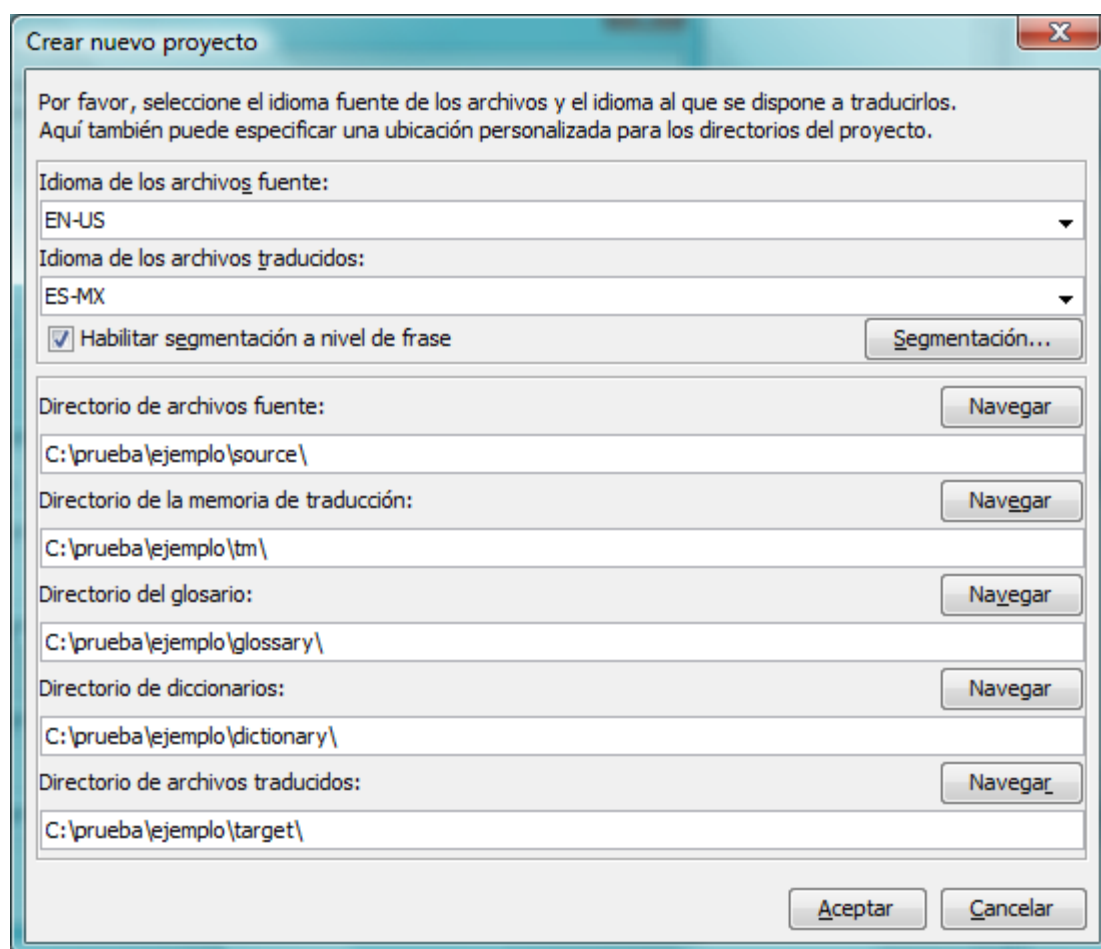 Crear nuevo proyecto
Por favor, seleccione el idioma fuente de los archivos y el idioma al que se dispone a traducirlos.
Aquí también puede especificar una ubicación personalizada para los directorios del proyecto.
Idioma de los archivos fuente:
EN-US
Idioma de los archivos traducidos:
ES-MX
Habilitar segmentación a nivel de frase Segmentación...
Directorio de archivos fuente: Navegar
C:\prueba\ejemplo\source\
Directorio de la memoria de traducción: Navegar
C:\prueba\ejemplo\tm\
Directorio del glosario: Navegar
C:\prueba\ejemplo\glossary\
Directorio de diccionarios: Navegar
C:\prueba\ejemplo\dictionary\
Directorio de archivos traducidos: Navegar
C:\prueba\ejemplo\target\
Aceptar Cancelar